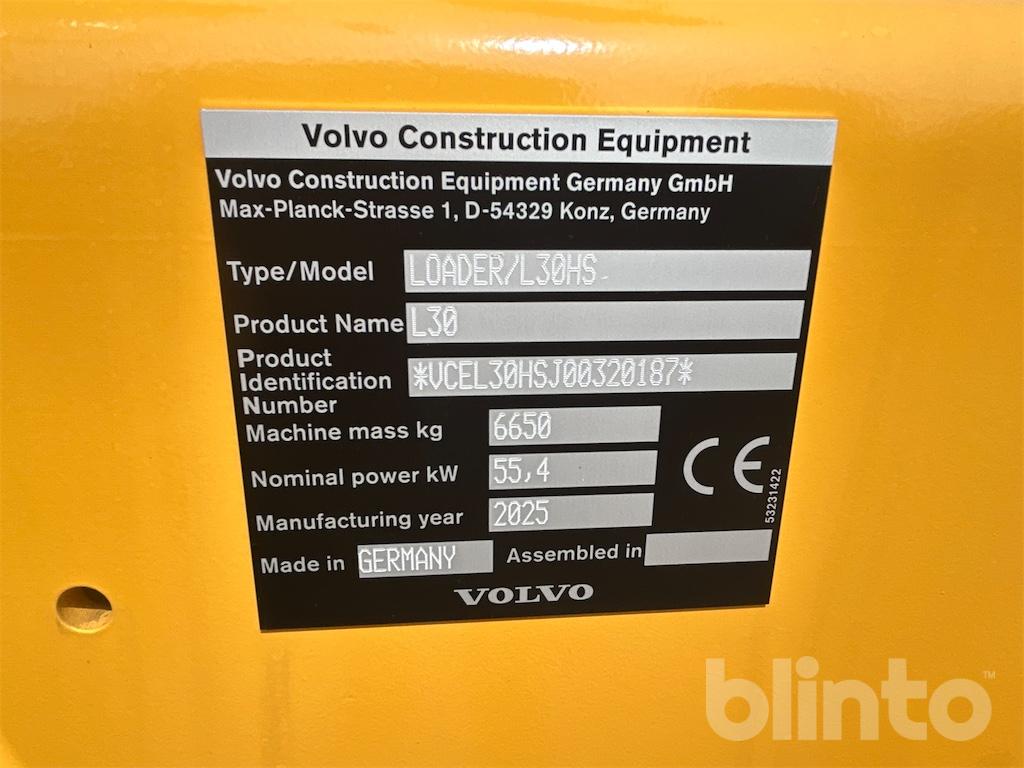 Volvo Construction Equipment
Volvo Construction Equipment Germany GmbH
Max-Planck-Strasse 1, D-54329 Konz, Germany
Type/Model LOADER/L30HS
Product Name L30
Product
Identification
Number *VCEL30HSJ00320187*
Machine mass kg 6650
Nominal power kW 55,4
Manufacturing year 2025
CE
53231422
Made in GERMANY Assembled in
VOLVO
blinto™